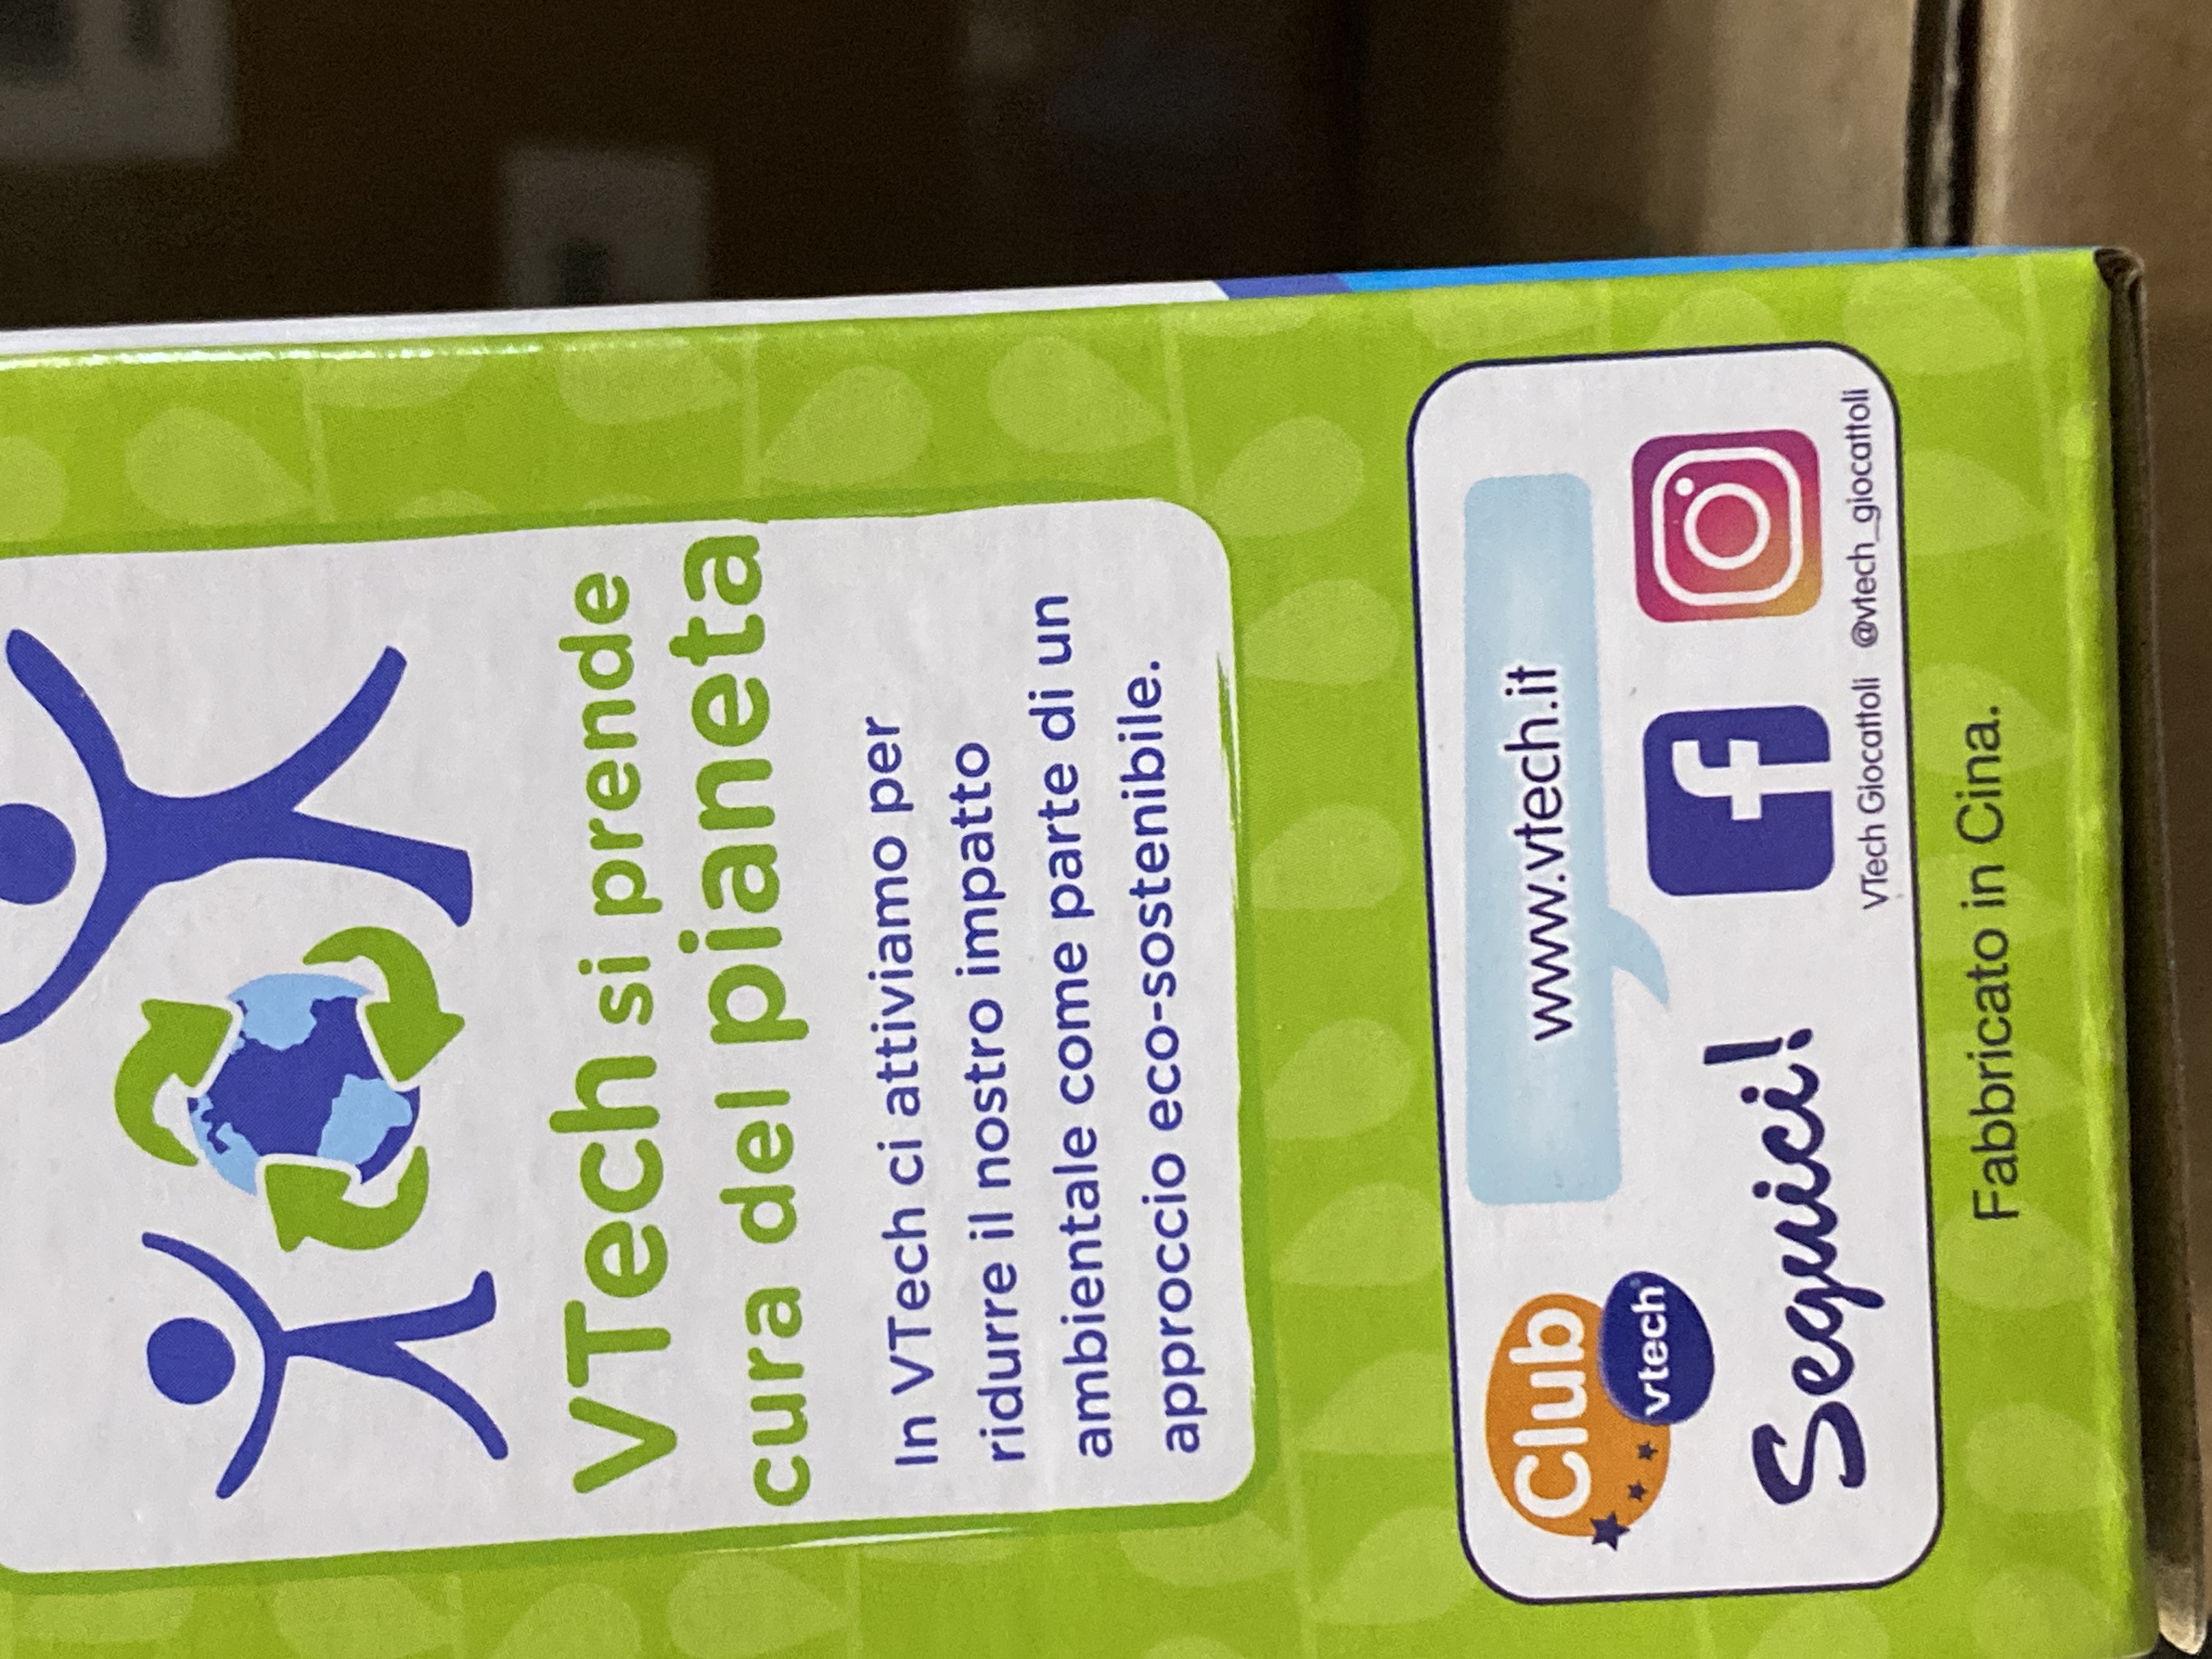 VTech si prende
cura del pianeta
In VTech ci attiviamo per
ridurre il nostro impatto
ambientale come parte di un
approccio eco-sostenibile.
Club
vtech
www.vtech.it
Seguici!
VTech Giocattoli @vtech_giocattoli
Fabbricato in Cina.